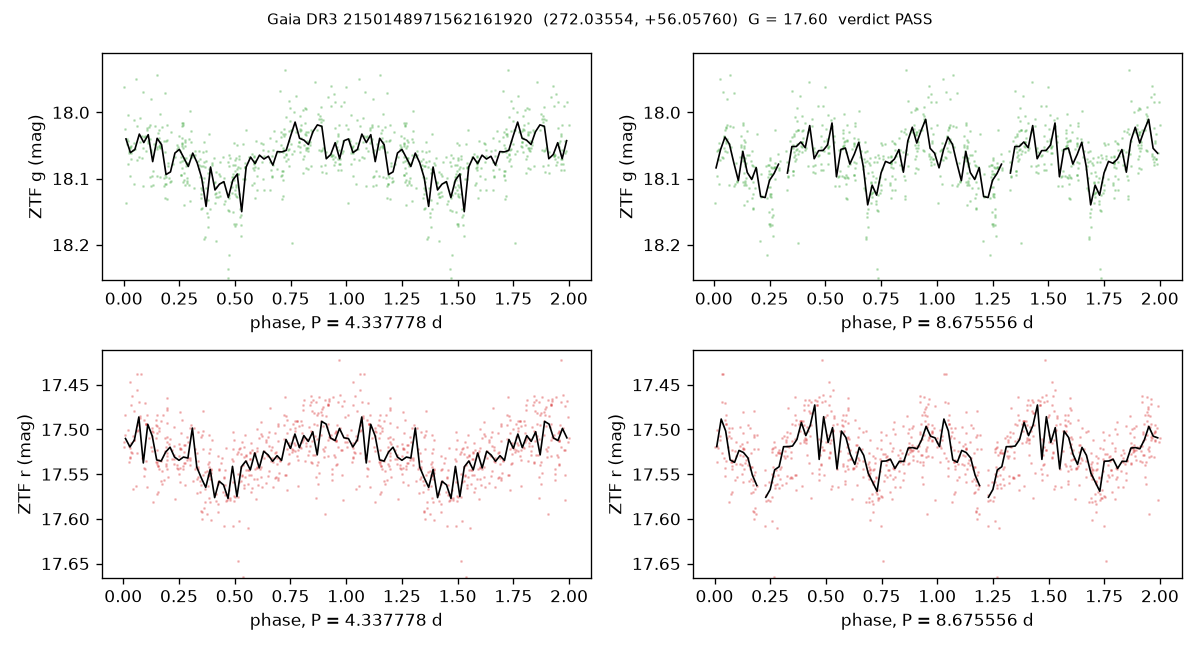 Gaia DR3 2150148971562161920 (272.03554, +56.05760) G = 17.60 verdict PASS
ZTF g (mag)
18.0
18.1
18.2
0.00 0.25 0.50 0.75 1.00 1.25 1.50 1.75 2.00
phase, P = 4.337778 d
ZTF g (mag)
18.0
18.1
18.2
0.00 0.25 0.50 0.75 1.00 1.25 1.50 1.75 2.00
phase, P = 8.675556 d
ZTF r (mag)
17.45
17.50
17.55
17.60
17.65
0.00 0.25 0.50 0.75 1.00 1.25 1.50 1.75 2.00
phase, P = 4.337778 d
ZTF r (mag)
17.45
17.50
17.55
17.60
17.65
0.00 0.25 0.50 0.75 1.00 1.25 1.50 1.75 2.00
phase, P = 8.675556 d